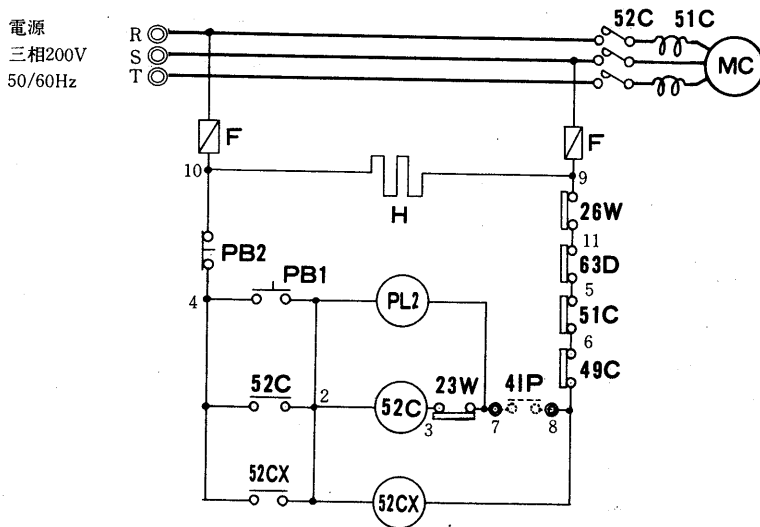 電源
三相200V
50/60Hz
R
S
T
52C
51C
MC
F
F
10
9
H
26W
11
PB2
63D
PB1
5
4
PL2
51C
6
49C
52C
2
52C
23W
41P
3
7
8
52CX
52CX